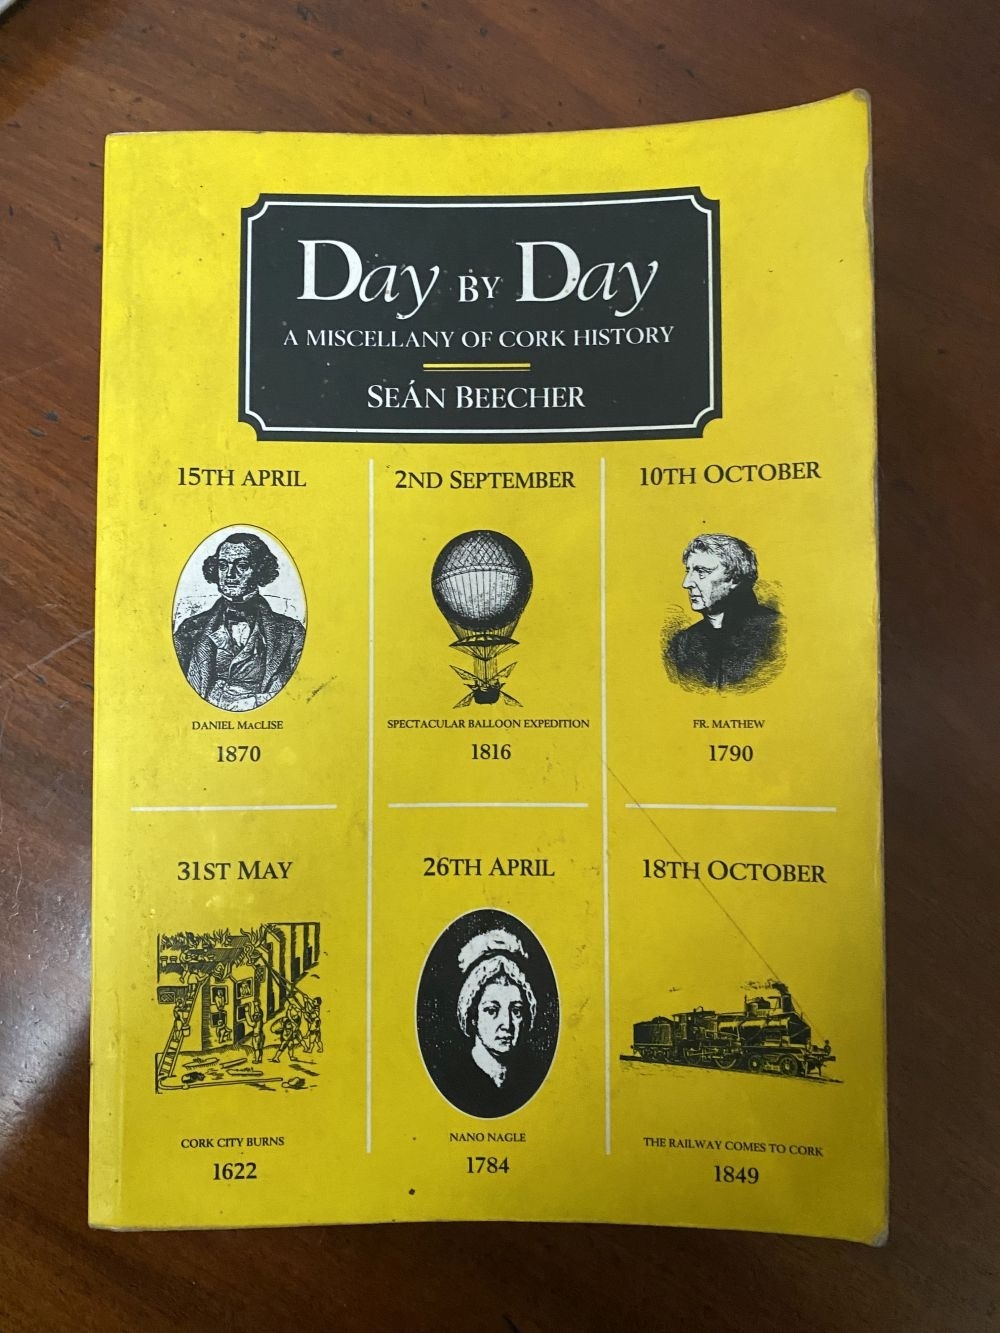 DAY BY DAY
A MISCELLANY OF CORK HISTORY
SEÁN BEECHER
15TH APRIL
DANIEL MACLISE
1870
2ND SEPTEMBER
SPECTACULAR BALLOON EXPEDITION
1816
10TH OCTOBER
FR. MATHEW
1790
31ST MAY
CORK CITY BURNS
1622
26TH APRIL
NANO NAGLE
1784
18TH OCTOBER
THE RAILWAY COMES TO CORK
1849